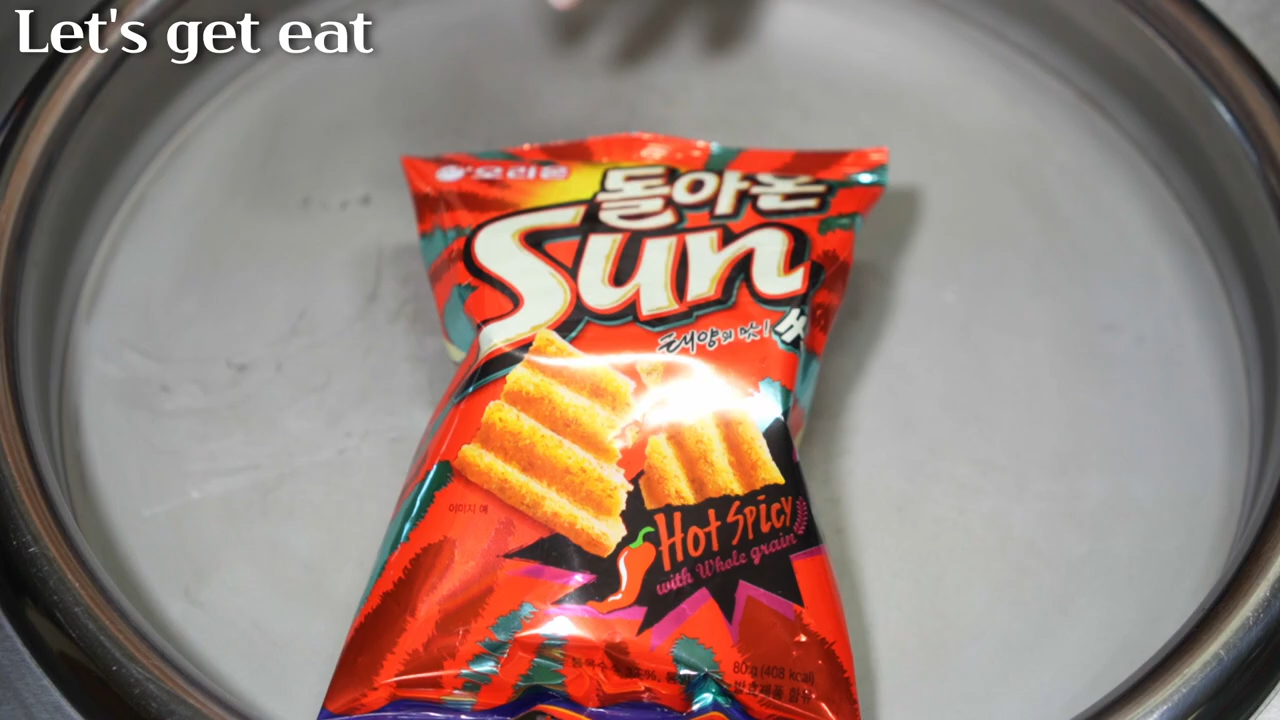 Let's get eat
오리온
돌아온
Sun
태양의 맛!
이미지 예
Hot Spicy
with Whole grain
80 g (408 kcal)